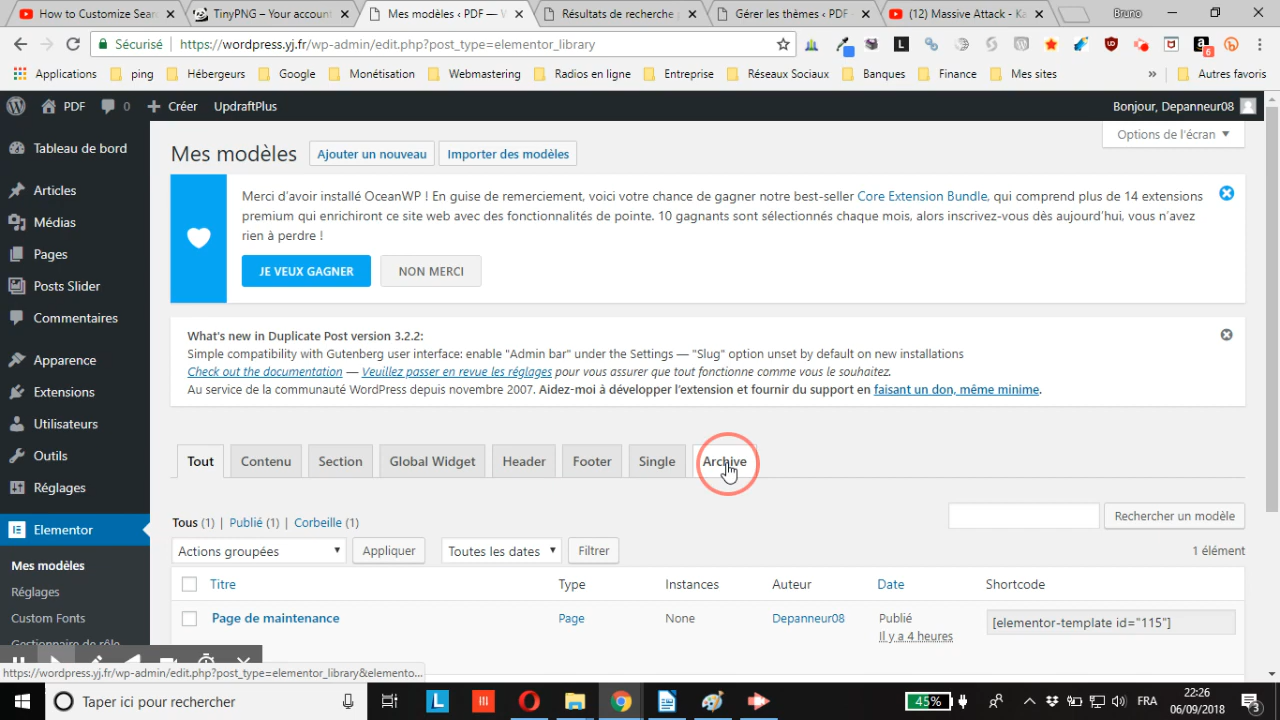 How to Customize Sear
TinyPNG – Your accoun
Mes modèles ‹ PDF — W
Résultats de recherche
Gérer les thèmes ‹ PDF
(12) Massive Attack - Ka
Bruno
Sécurisé
https://wordpress.yj.fr/wp-admin/edit.php?post_type=elementor_library
6
Applications
ping
Hébergeurs
Google
Monétisation
Webmastering
Radios en ligne
Entreprise
Réseaux Sociaux
Banques
Finance
Mes sites
»
Autres favoris
PDF
0
Créer
UpdraftPlus
Bonjour, Depanneur08
Tableau de bord
Articles
Médias
Pages
Posts Slider
Commentaires
Apparence
Extensions
Utilisateurs
Outils
Réglages
Elementor
Mes modèles
Réglages
Custom Fonts
Gestionnaire de rôle
Options de l'écran
Mes modèles
Ajouter un nouveau
Importer des modèles
Merci d'avoir installé OceanWP ! En guise de remerciement, voici votre chance de gagner notre best-seller Core Extension Bundle, qui comprend plus de 14 extensions
premium qui enrichiront ce site web avec des fonctionnalités de pointe. 10 gagnants sont sélectionnés chaque mois, alors inscrivez-vous dès aujourd'hui, vous n'avez
rien à perdre !
JE VEUX GAGNER
NON MERCI
What's new in Duplicate Post version 3.2.2:
Simple compatibility with Gutenberg user interface: enable "Admin bar" under the Settings — "Slug" option unset by default on new installations
Check out the documentation — Veuillez passer en revue les réglages pour vous assurer que tout fonctionne comme vous le souhaitez.
Au service de la communauté WordPress depuis novembre 2007. Aidez-moi à développer l'extension et fournir du support en faisant un don, même minime.
Tout
Contenu
Section
Global Widget
Header
Footer
Single
Archive
Tous (1) | Publié (1) | Corbeille (1)
Rechercher un modèle
Actions groupées
Appliquer
Toutes les dates
Filtrer
1 élément
Titre
Type
Instances
Auteur
Date
Shortcode
Page de maintenance
Page
None
Depanneur08
Publié
Il y a 4 heures
[elementor-template id="115"]
https://wordpress.yj.fr/wp-admin/edit.php?post_type=elementor_library&elemento...
Taper ici pour rechercher
L
45%
FRA
22:26
06/09/2018
3